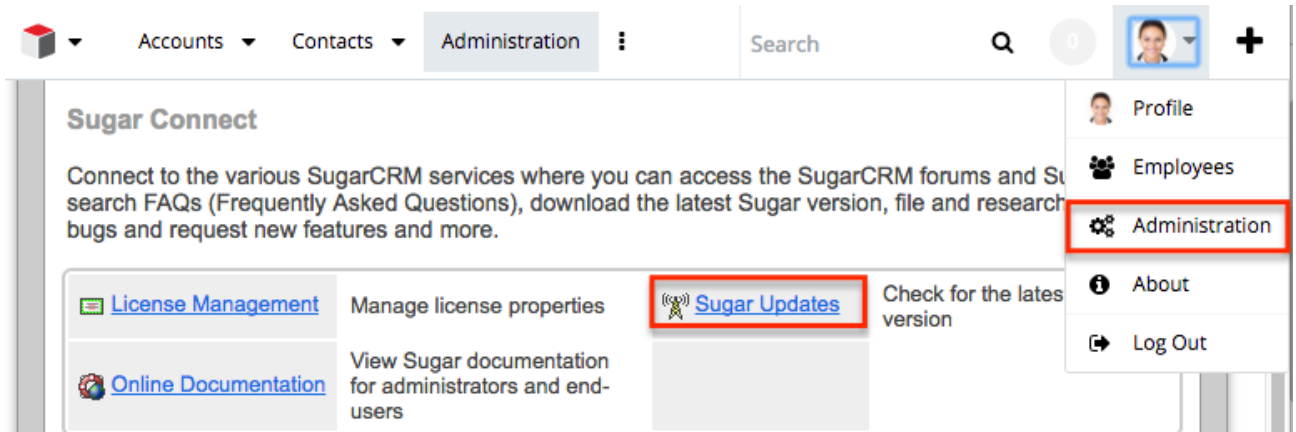 Accounts Contacts Administration Search 0
Profile
Employees
Administration
About
Log Out
Sugar Connect
Connect to the various SugarCRM services where you can access the SugarCRM forums and
search FAQs (Frequently Asked Questions), download the latest Sugar version, file and research
bugs and request new features and more.
License Management Manage license properties
Sugar Updates Check for the
version
Online Documentation View Sugar documentation
for administrators and end-
users